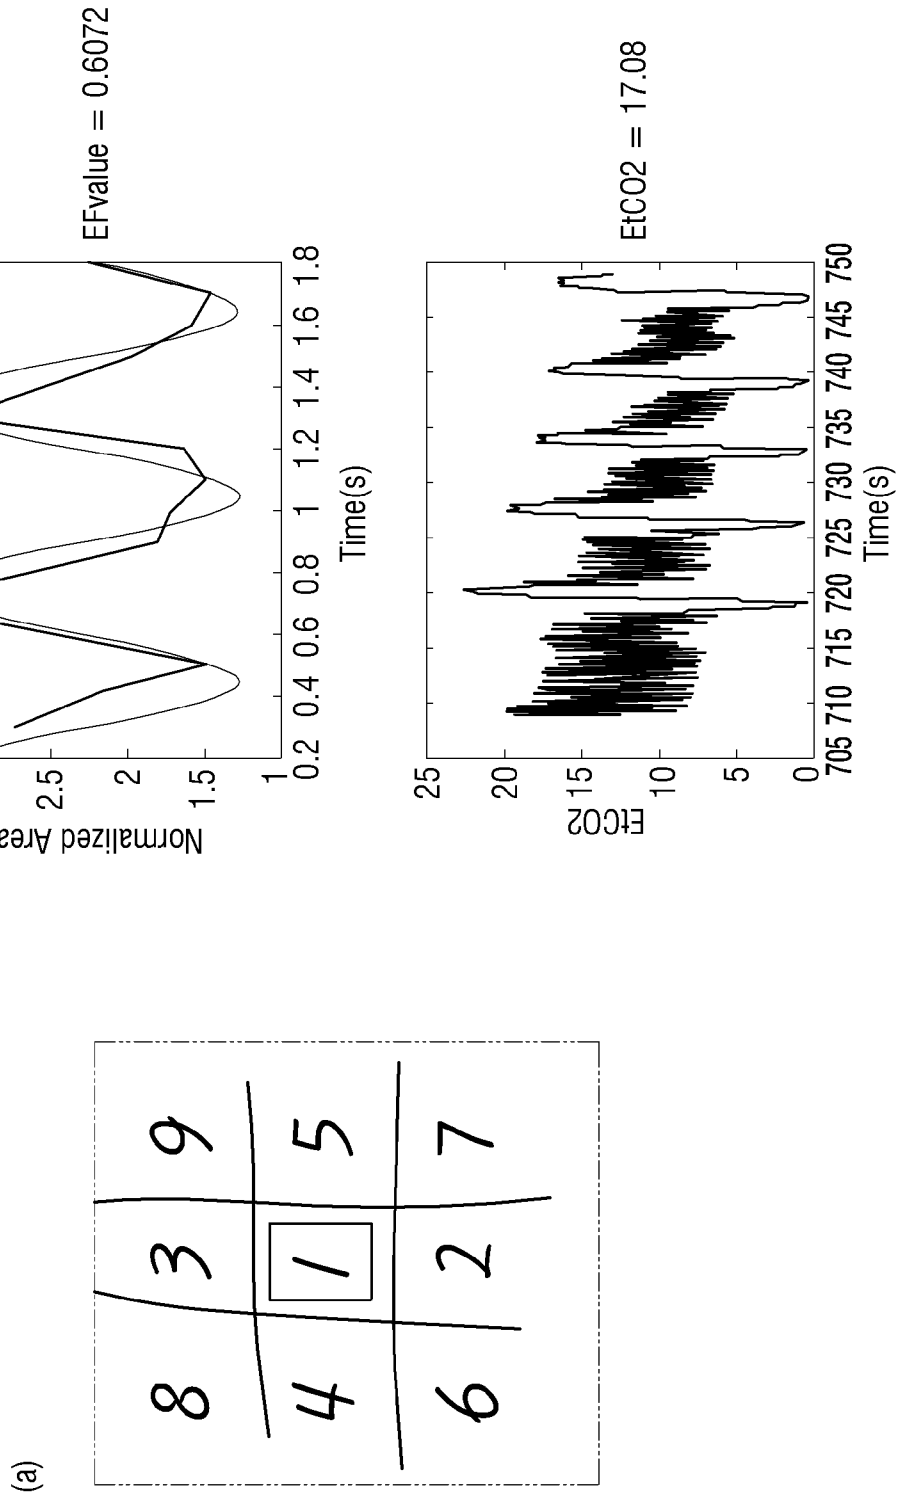 (a)
8 3 9
4 1 5
6 2 7
Normalized Area
2.5
2
1.5
1
0.2 0.4 0.6 0.8 1 1.2 1.4 1.6 1.8
Time(s)
EFvalue = 0.6072
EtCO2
25
20
15
10
5
0
705 710 715 720 725 730 735 740 745 750
Time(s)
EtCO2 = 17.08